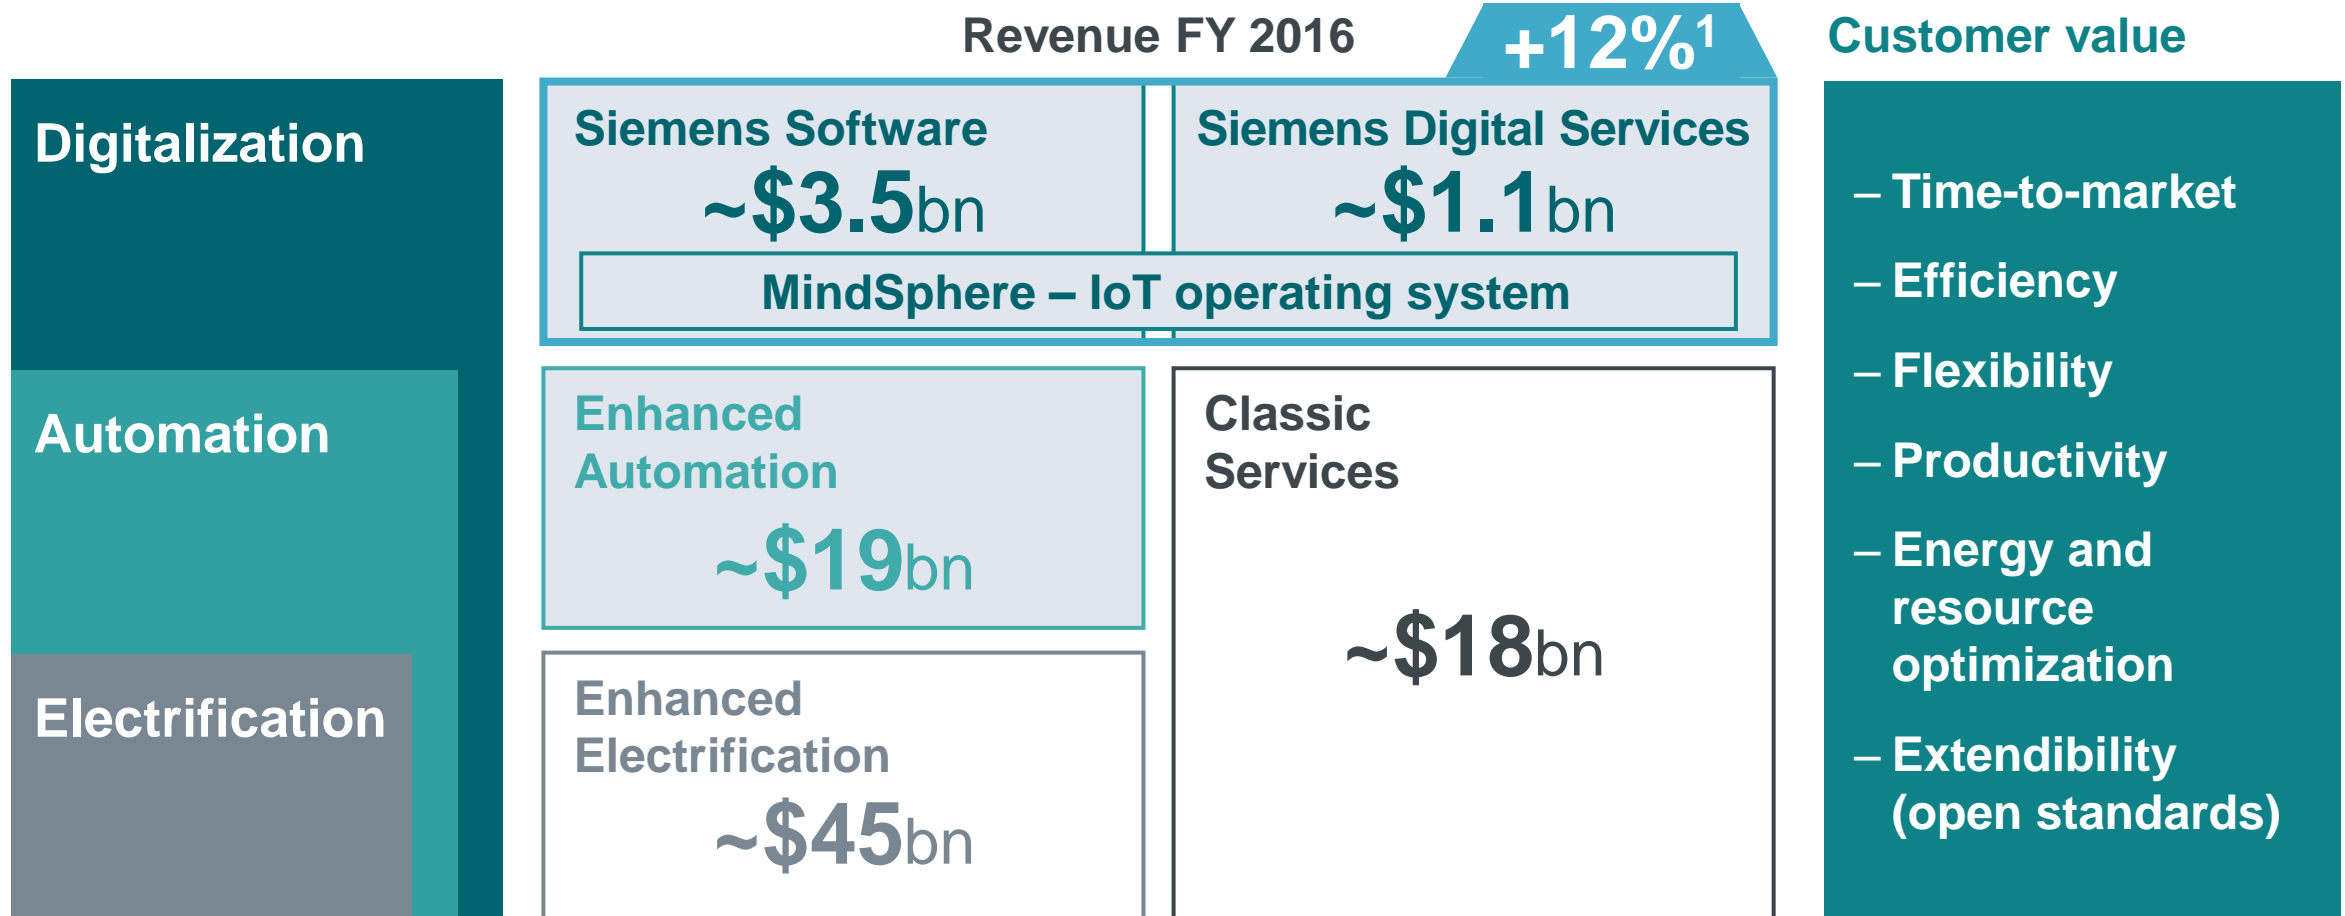 Revenue FY 2016
+12%¹
Customer value
Digitalization
Siemens Software
~$3.5bn
Siemens Digital Services
~$1.1bn
MindSphere – IoT operating system
Automation
Enhanced
Automation
~$19bn
Classic
Services
~$18bn
Electrification
Enhanced
Electrification
~$45bn
– Time-to-market
– Efficiency
– Flexibility
– Productivity
– Energy and
resource
optimization
– Extendibility
(open standards)